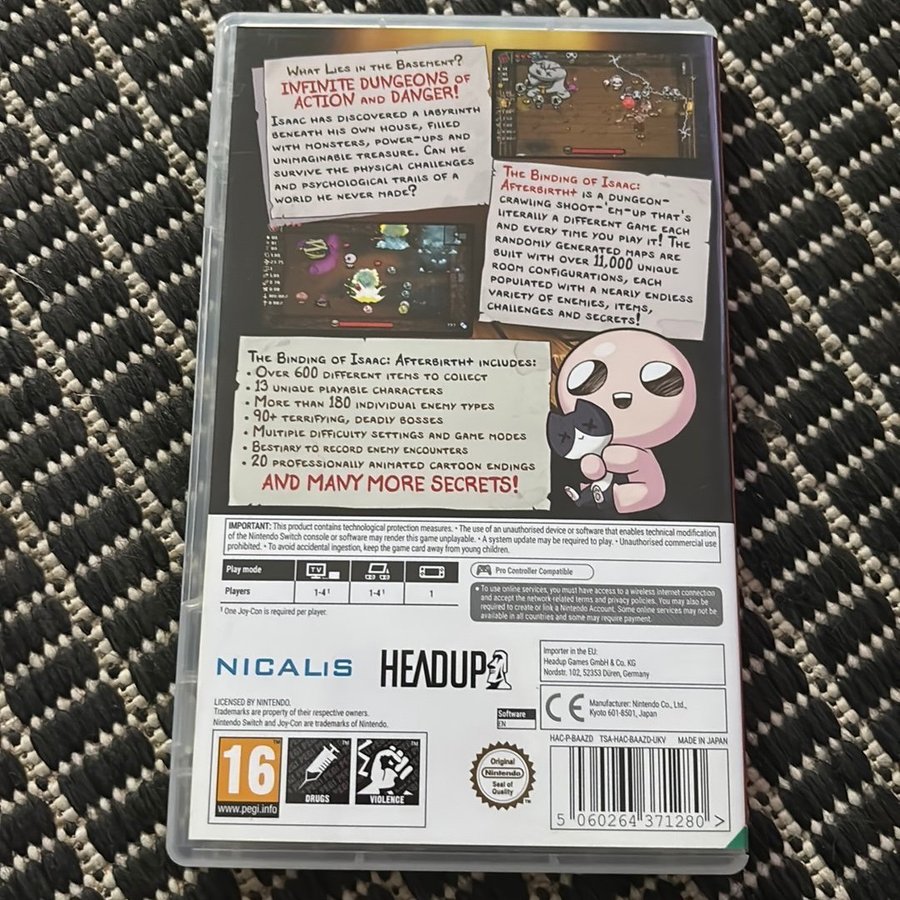 What Lies in the Basement?
INFINITE DUNGEONS OF
ACTION AND DANGER!
Isaac has discovered a labyrinth
beneath his own house, filled
with monsters, power-ups and
unimaginable treasure. Can he
survive the physical challenges
and psychological trails of a
world he never made?
The Binding of Isaac:
Afterbirth+ is a dungeon-
crawling shoot-'em-up that's
literally a different game each
and every time you play it! The
randomly generated maps are
built with over 11,000 unique
room configurations, each
populated with a nearly endless
variety of enemies, items,
challenges and secrets!
The Binding of Isaac: Afterbirth+ includes:
• Over 600 different items to collect
• 13 unique playable characters
• More than 180 individual enemy types
• 90+ terrifying, deadly bosses
• Multiple difficulty settings and game modes
• Bestiary to record enemy encounters
• 20 professionally animated cartoon endings
AND MANY MORE SECRETS!
IMPORTANT: This product contains technological protection measures. • The use of an unauthorised device or software that enables technical modification
of the Nintendo Switch console or software may render this game unplayable. • A system update may be required to play. • Unauthorised commercial use
prohibited. • To avoid accidental ingestion, keep the game card away from young children.
Play mode TV
Players 1-4¹ 1-4¹ 1
¹ One Joy-Con is required per player.
Pro Controller Compatible
• To use online services, you must have access to a wireless internet connection
and accept the network related terms and privacy policies. You may also be
required to create or link a Nintendo Account. Some online services may not be
available in all countries and some may require payment.
NICALIS
HEADUP
Importer in the EU:
Headup Games GmbH & Co. KG
Nordstr. 102, 52353 Düren, Germany
LICENSED BY NINTENDO.
Trademarks are property of their respective owners.
Nintendo Switch and Joy-Con are trademarks of Nintendo.
Software
EN
CE
Manufacturer: Nintendo Co., Ltd.,
Kyoto 601-8501, Japan
HAC-P-BAAZD TSA-HAC-BAAZD-UKV MADE IN JAPAN
16
www.pegi.info
DRUGS
VIOLENCE
Original
Nintendo
Seal of
Quality
5 060264 371280 >